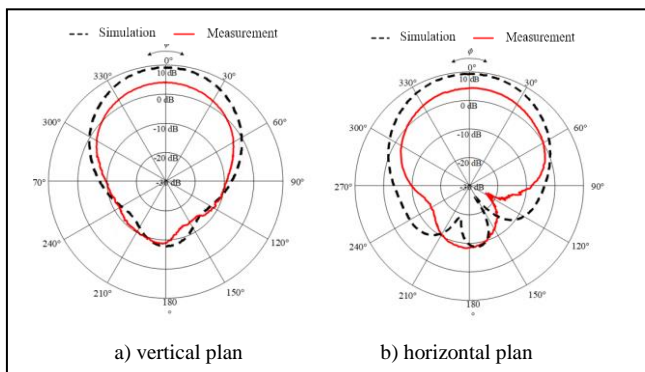 Simulation Measurement
φ
0°
10 dB
330° 30°
0 dB
300° 60°
-10 dB
-20 dB
70° -30 dB 90°
240° 120°
210° 150°
180
°
a) vertical plan
Simulation Measurement
ϕ
0°
10 dB
330° 30°
0 dB
300° 60°
-10 dB
-20 dB
270° -30 dB 90°
240° 120°
210° 150°
180
°
b) horizontal plan